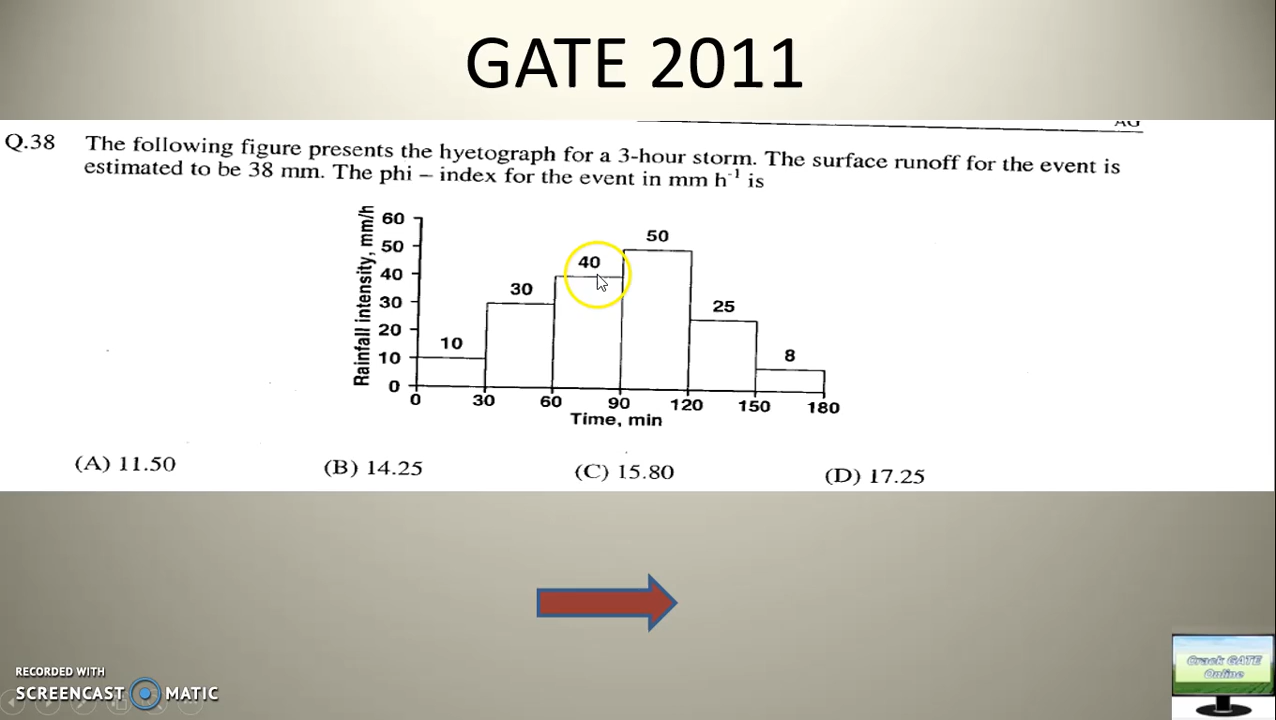 GATE 2011
AG
Q.38 The following figure presents the hyetograph for a 3-hour storm. The surface runoff for the event is
estimated to be 38 mm. The phi – index for the event in mm h⁻¹ is
Rainfall intensity, mm/h
60
50
40
30
20
10
0
10
30
40
50
25
8
0 30 60 90 120 150 180
Time, min
(A) 11.50 (B) 14.25 (C) 15.80 (D) 17.25
RECORDED WITH
SCREENCAST MATIC
Crack GATE
Online